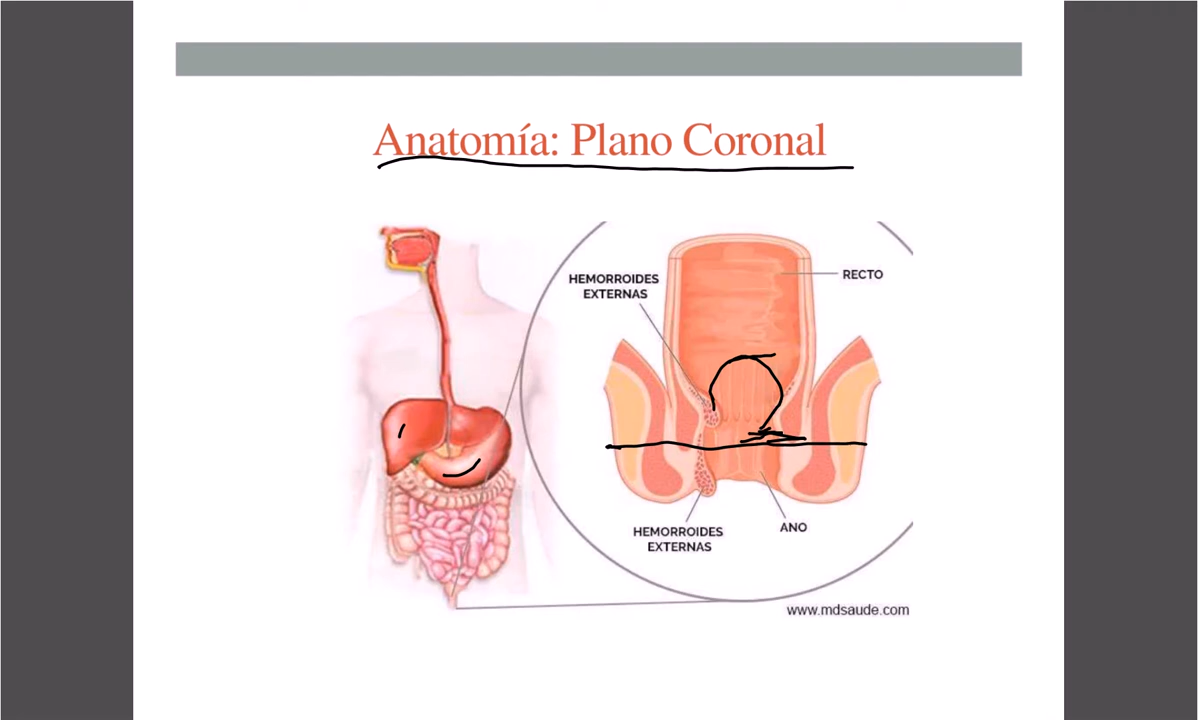 Anatomía: Plano Coronal
HEMORROIDES
EXTERNAS
RECTO
HEMORROIDES
EXTERNAS
ANO
www.mdsaude.com